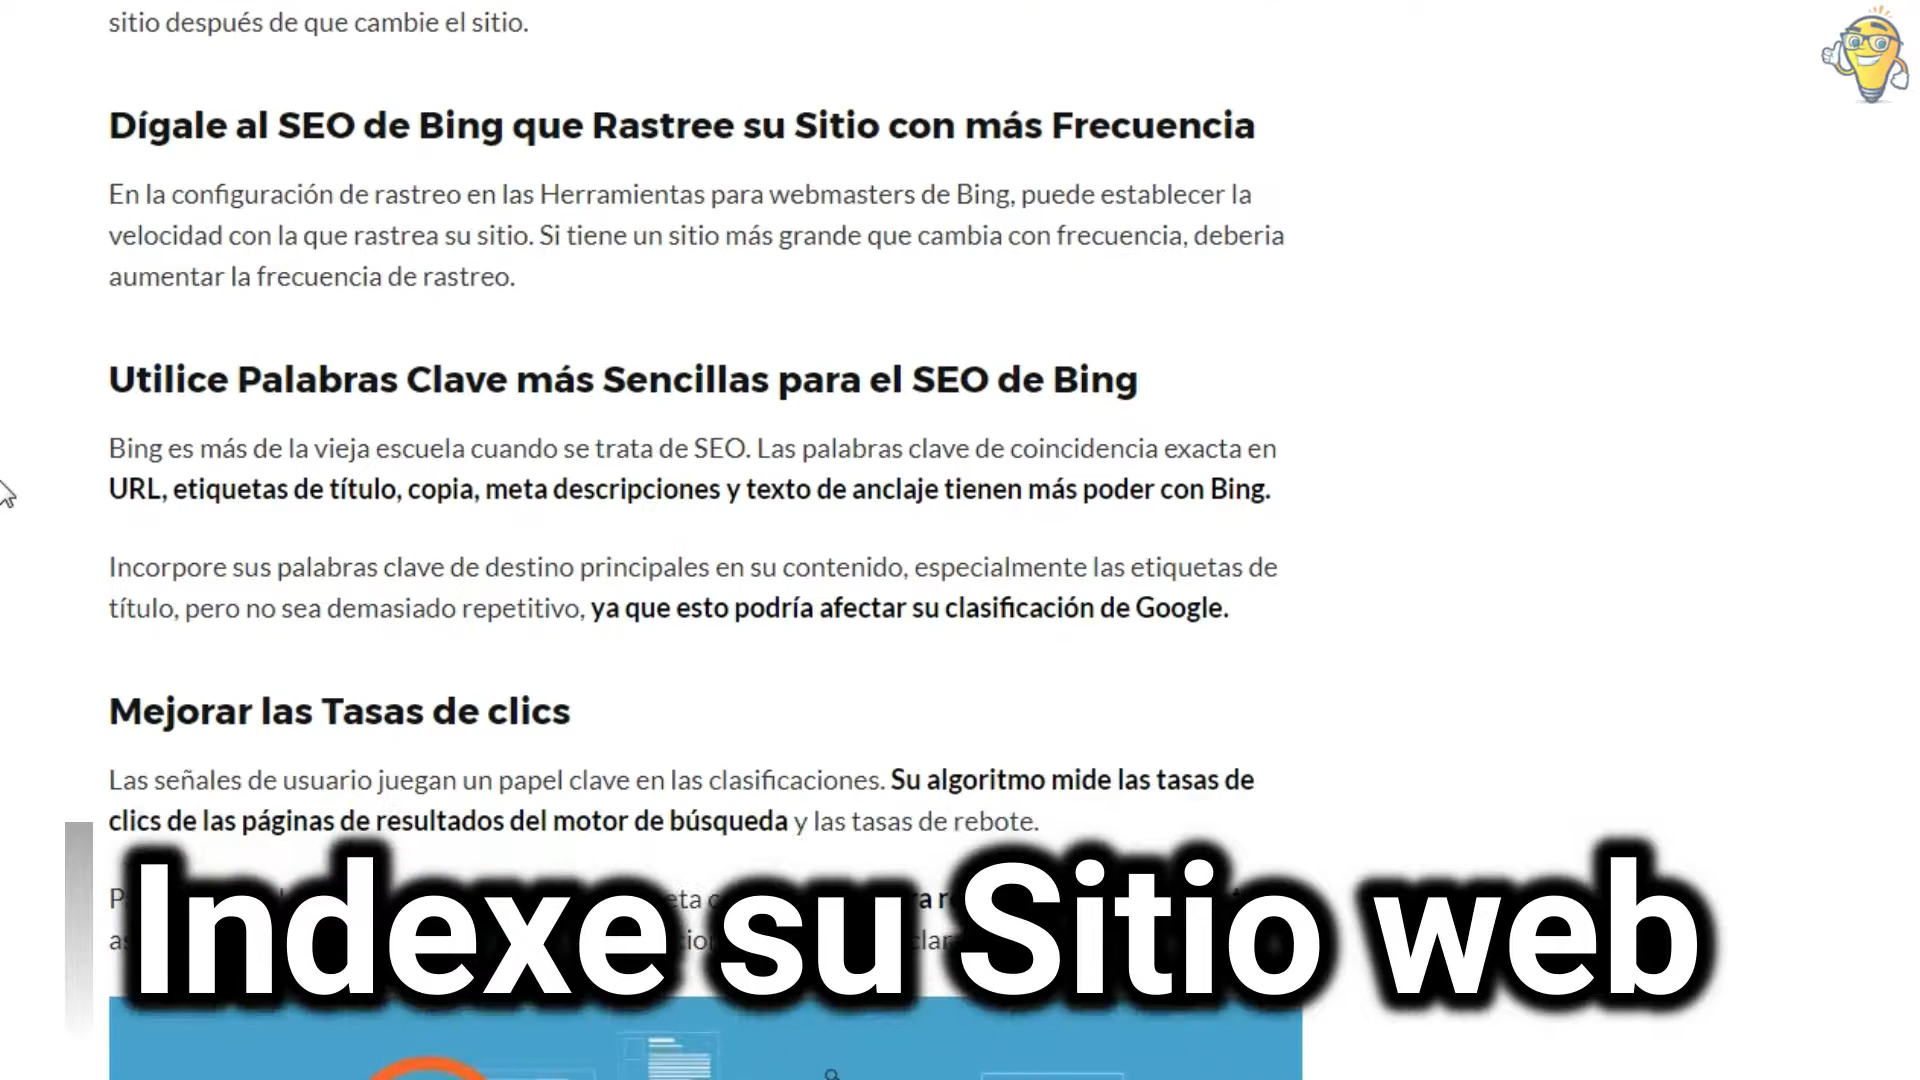 sitio después de que cambie el sitio.
Dígale al SEO de Bing que Rastree su Sitio con más Frecuencia
En la configuración de rastreo en las Herramientas para webmasters de Bing, puede establecer la
velocidad con la que rastrea su sitio. Si tiene un sitio más grande que cambia con frecuencia, deberia
aumentar la frecuencia de rastreo.
Utilice Palabras Clave más Sencillas para el SEO de Bing
Bing es más de la vieja escuela cuando se trata de SEO. Las palabras clave de coincidencia exacta en
URL, etiquetas de título, copia, meta descripciones y texto de anclaje tienen más poder con Bing.
Incorpore sus palabras clave de destino principales en su contenido, especialmente las etiquetas de
título, pero no sea demasiado repetitivo, ya que esto podría afectar su clasificación de Google.
Mejorar las Tasas de clics
Las señales de usuario juegan un papel clave en las clasificaciones. Su algoritmo mide las tasas de
clics de las páginas de resultados del motor de búsqueda y las tasas de rebote.
Indexe su Sitio web